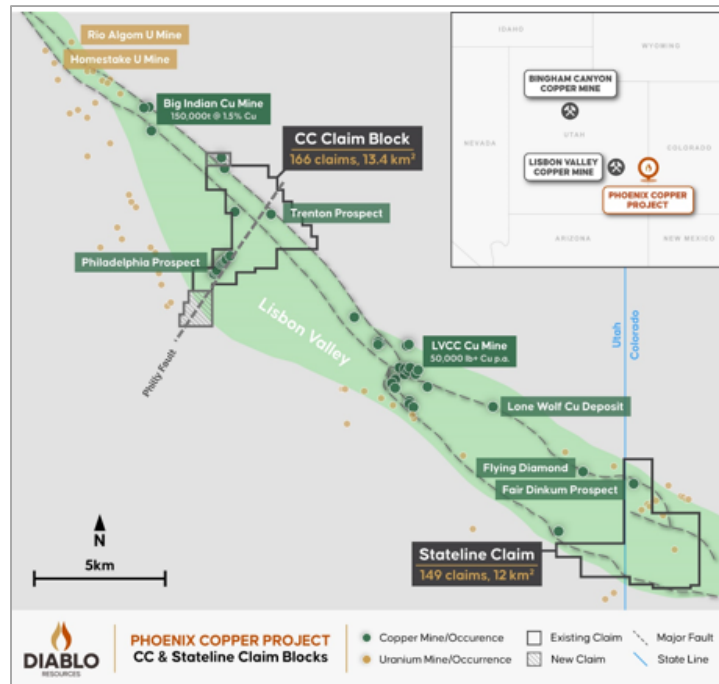 Rio Algom U Mine
Homestake U Mine
Big Indian Cu Mine
150,000t @ 1.5% Cu
CC Claim Block
166 claims, 13.4 km²
Trenton Prospect
Philadelphia Prospect
Philly Fault
Lisbon Valley
LVCC Cu Mine
50,000 lb+ Cu p.a.
Lone Wolf Cu Deposit
Flying Diamond
Fair Dinkum Prospect
Stateline Claim
149 claims, 12 km²
Utah
Colorado
N
5km
IDAHO
WYOMING
BINGHAM CANYON
COPPER MINE
NEVADA
UTAH
COLORADO
LISBON VALLEY
COPPER MINE
PHOENIX COPPER
PROJECT
ARIZONA
NEW MEXICO
DIABLO
RESOURCES
PHOENIX COPPER PROJECT
CC & Stateline Claim Blocks
Copper Mine/Occurence
Uranium Mine/Occurrence
Existing Claim
New Claim
Major Fault
State Line